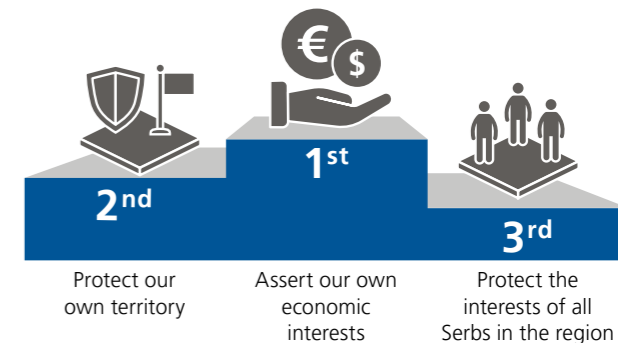 €
$
1st
2nd
3rd
Protect our
own territory
Assert our own
economic
interests
Protect the
interests of all
Serbs in the region